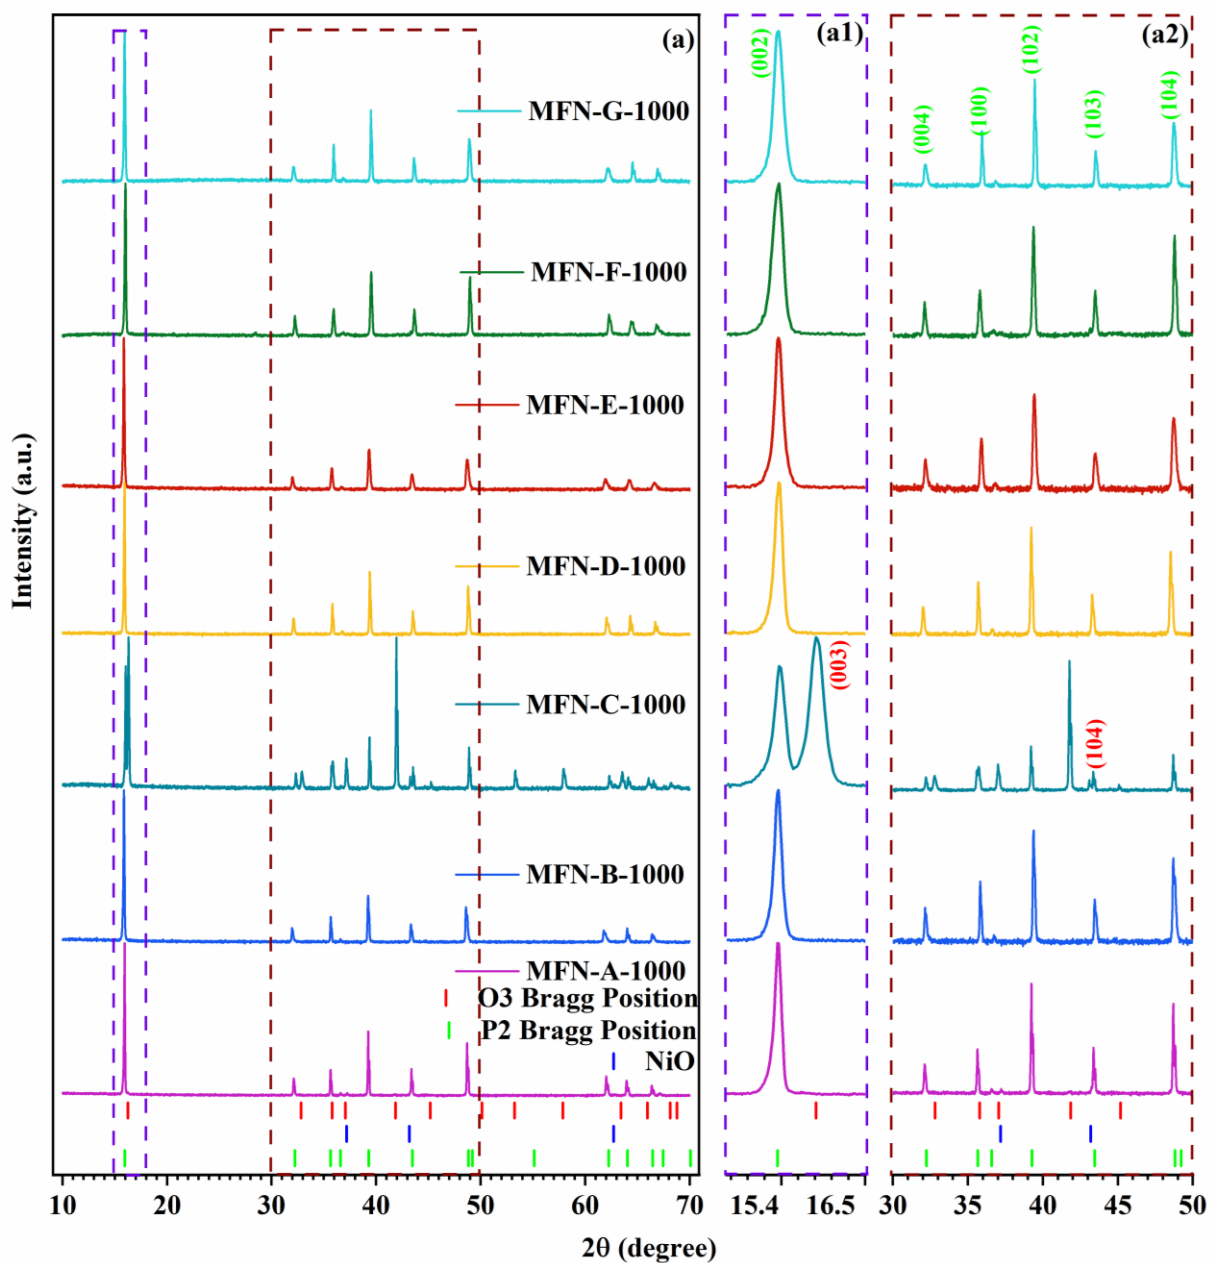 (a)
(a1)
(a2)
(002)
(004)
(100)
(102)
(103)
(104)
MFN-G-1000
MFN-F-1000
MFN-E-1000
MFN-D-1000
MFN-C-1000
(003)
(104)
MFN-B-1000
MFN-A-1000
O3 Bragg Position
P2 Bragg Position
NiO
Intensity (a.u.)
10 20 30 40 50 60 70
15.4 16.5
30 35 40 45 50
2θ (degree)